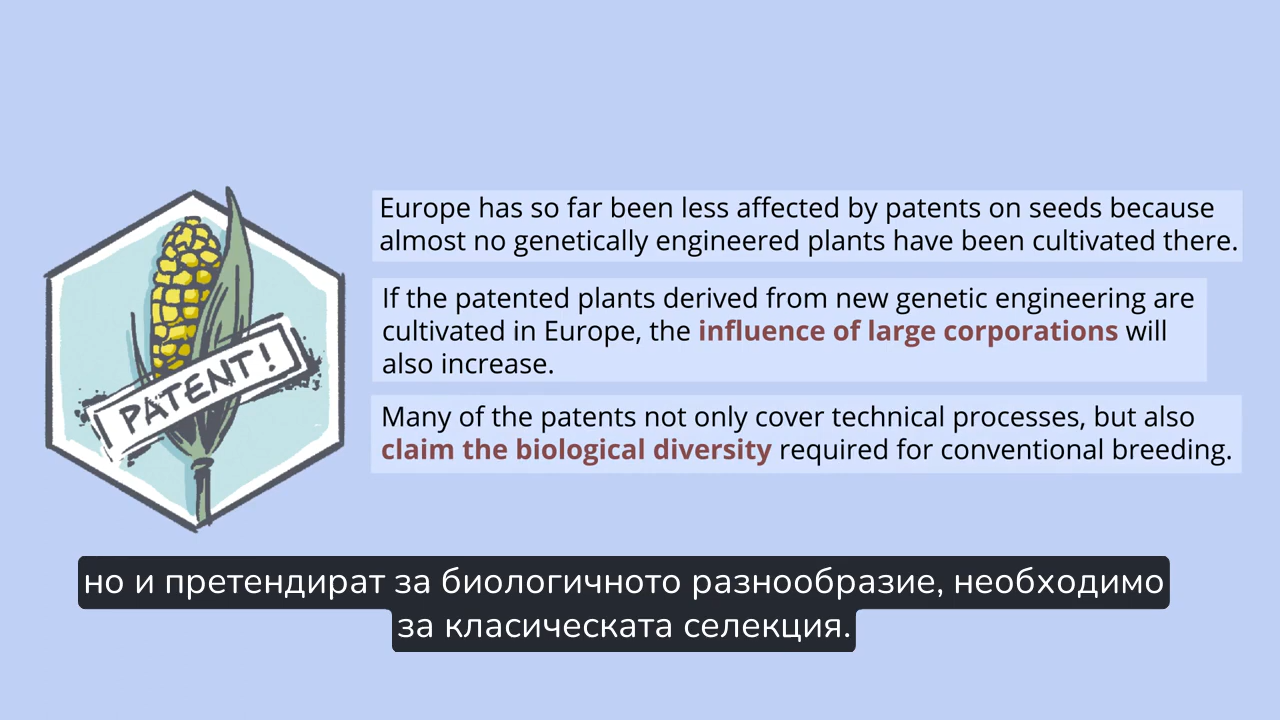 Europe has so far been less affected by patents on seeds because
almost no genetically engineered plants have been cultivated there.
If the patented plants derived from new genetic engineering are
cultivated in Europe, the influence of large corporations will
also increase.
Many of the patents not only cover technical processes, but also
claim the biological diversity required for conventional breeding.
PATENT!
но и претендират за биологичното разнообразие, необходимо
за класическата селекция.